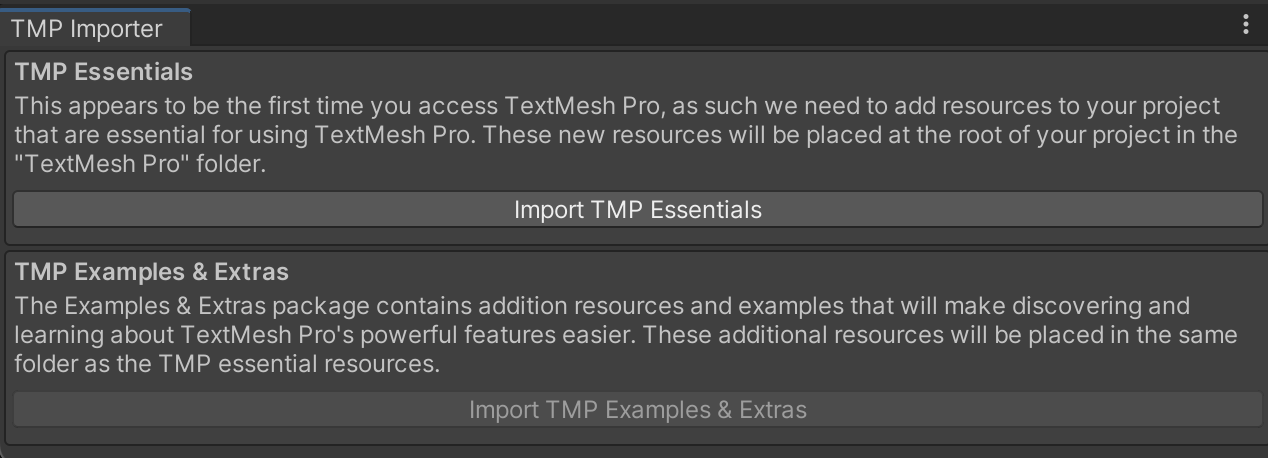 TMP Importer
TMP Essentials
This appears to be the first time you access TextMesh Pro, as such we need to add resources to your project
that are essential for using TextMesh Pro. These new resources will be placed at the root of your project in the
"TextMesh Pro" folder.
Import TMP Essentials
TMP Examples & Extras
The Examples & Extras package contains addition resources and examples that will make discovering and
learning about TextMesh Pro's powerful features easier. These additional resources will be placed in the same
folder as the TMP essential resources.
Import TMP Examples & Extras